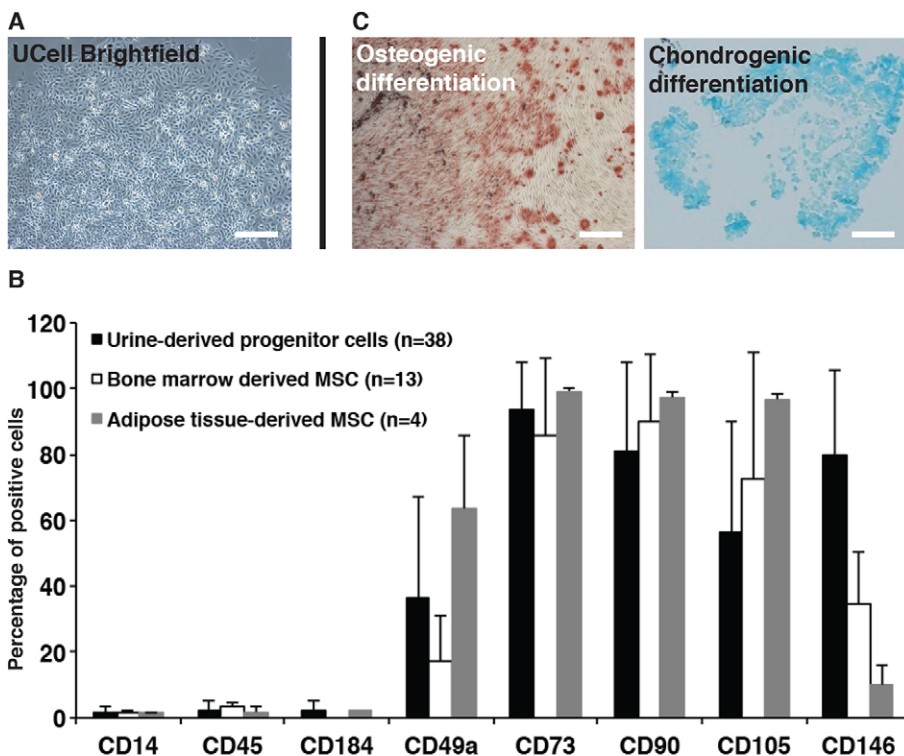 A
UCell Brightfield
C
Osteogenic
differentiation
Chondrogenic
differentiation
B
Percentage of positive cells
120
100
80
60
40
20
0
Urine-derived progenitor cells (n=38)
Bone marrow derived MSC (n=13)
Adipose tissue-derived MSC (n=4)
CD14 CD45 CD184 CD49a CD73 CD90 CD105 CD146